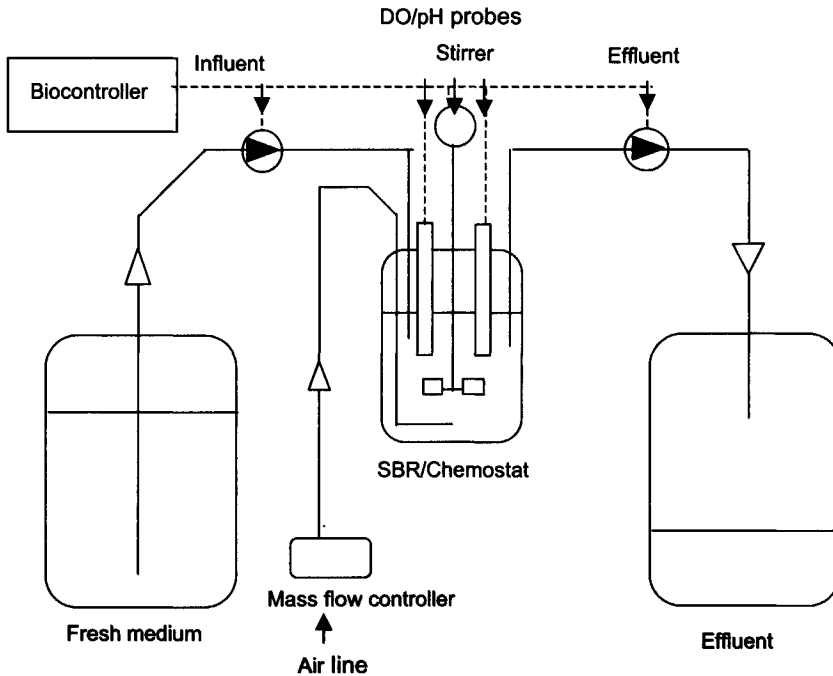 DO/pH probes
Stirrer
Influent
Effluent
Biocontroller
SBR/Chemostat
Mass flow controller
Fresh medium
Air line
Effluent